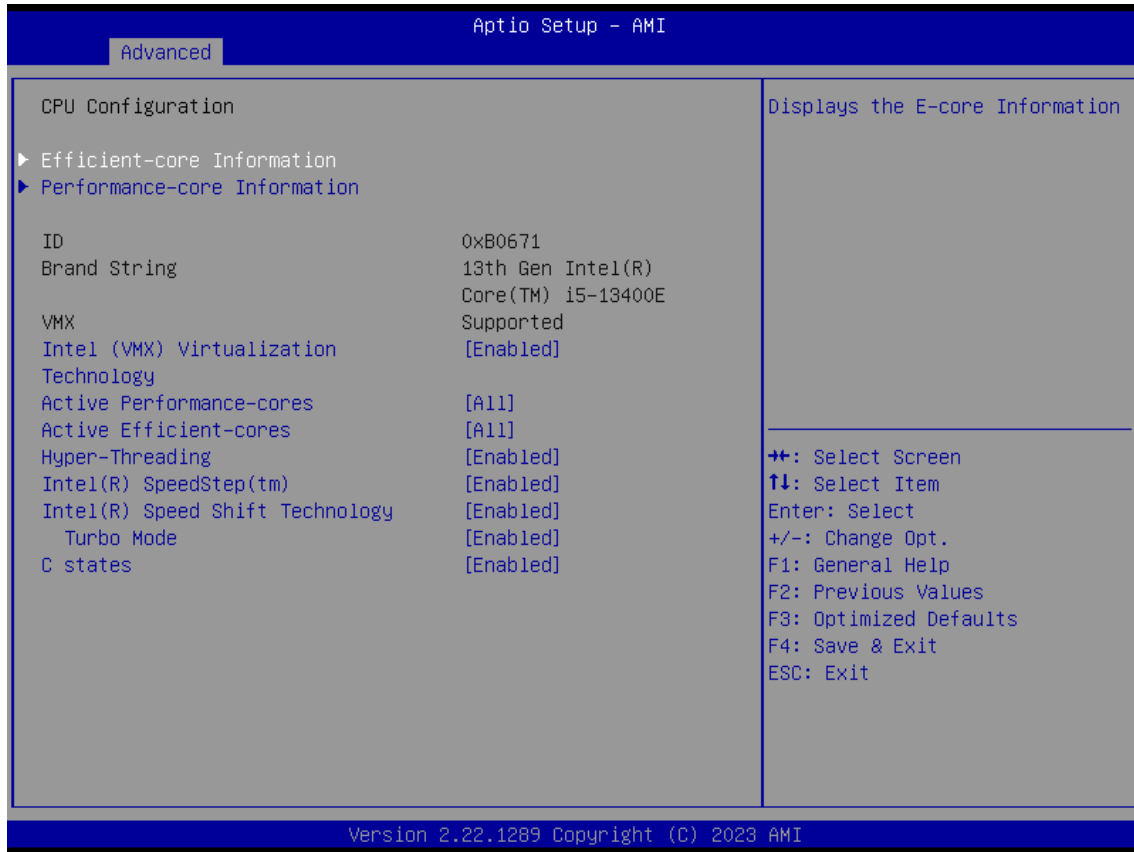 Aptio Setup – AMI
Advanced
CPU Configuration
Efficient-core Information
Performance-core Information
ID 0xB0671
Brand String 13th Gen Intel(R)
Core(TM) i5-13400E
VMX Supported
Intel (VMX) Virtualization [Enabled]
Technology
Active Performance-cores [All]
Active Efficient-cores [All]
Hyper-Threading [Enabled]
Intel(R) SpeedStep(tm) [Enabled]
Intel(R) Speed Shift Technology [Enabled]
Turbo Mode [Enabled]
C states [Enabled]
Displays the E-core Information
→←: Select Screen
↑↓: Select Item
Enter: Select
+/-: Change Opt.
F1: General Help
F2: Previous Values
F3: Optimized Defaults
F4: Save & Exit
ESC: Exit
Version 2.22.1289 Copyright (C) 2023 AMI